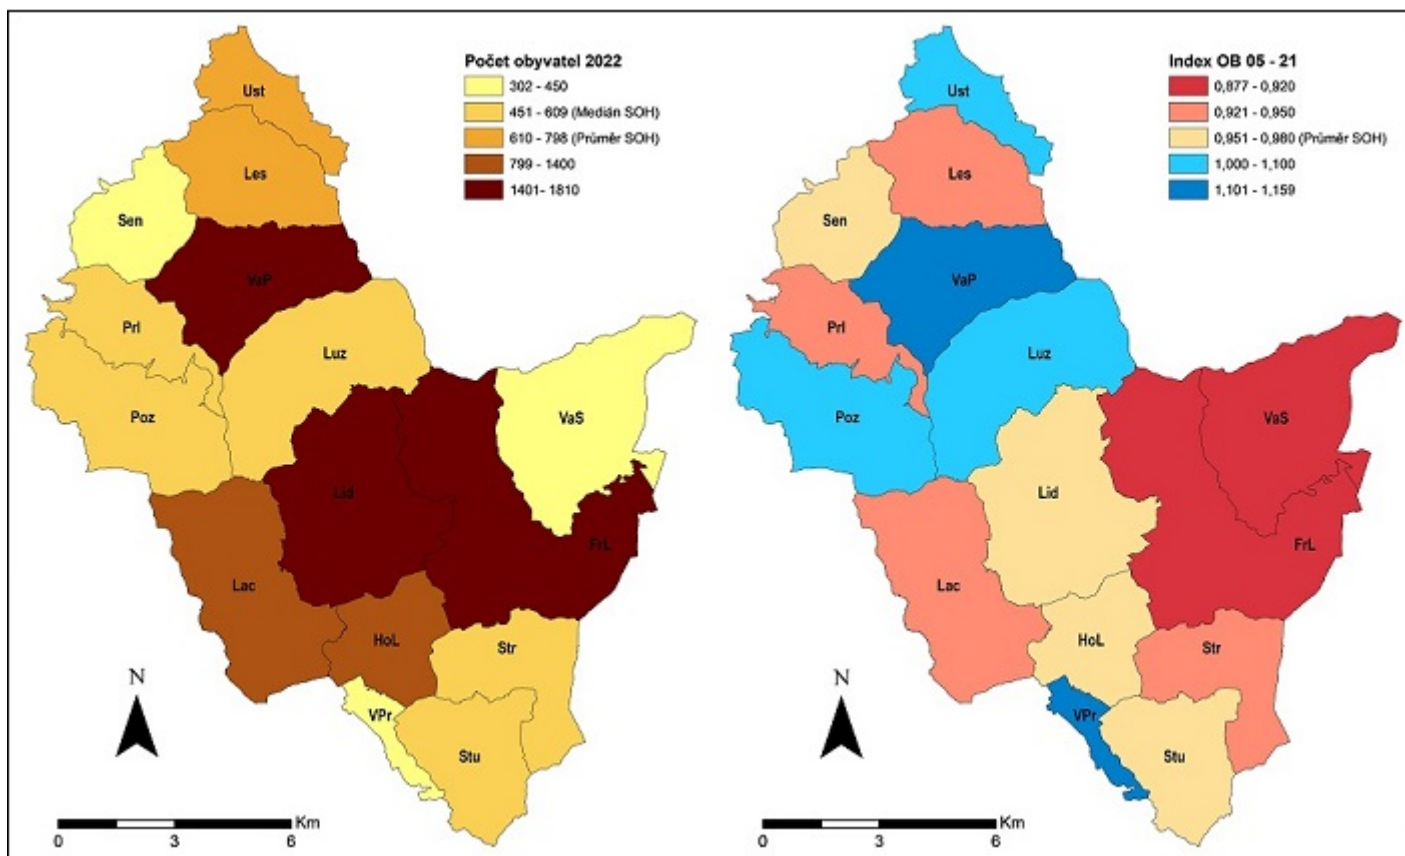 Počet obyvatel 2022
302 - 450
451 - 609 (Medián SOH)
610 - 798 (Průměr SOH)
799 - 1400
1401- 1810
Ust
Les
Sen
VaP
Prl
Luz
Poz
VaS
Lid
FrL
Lac
HoL
Str
VPr
Stu
N
Km
0 3 6
Index OB 05 - 21
0,877 - 0,920
0,921 - 0,950
0,951 - 0,980 (Průměr SOH)
1,000 - 1,100
1,101 - 1,159
Ust
Les
Sen
VaP
Prl
Luz
Poz
VaS
Lid
FrL
Lac
HoL
Str
VPr
Stu
N
Km
0 3 6